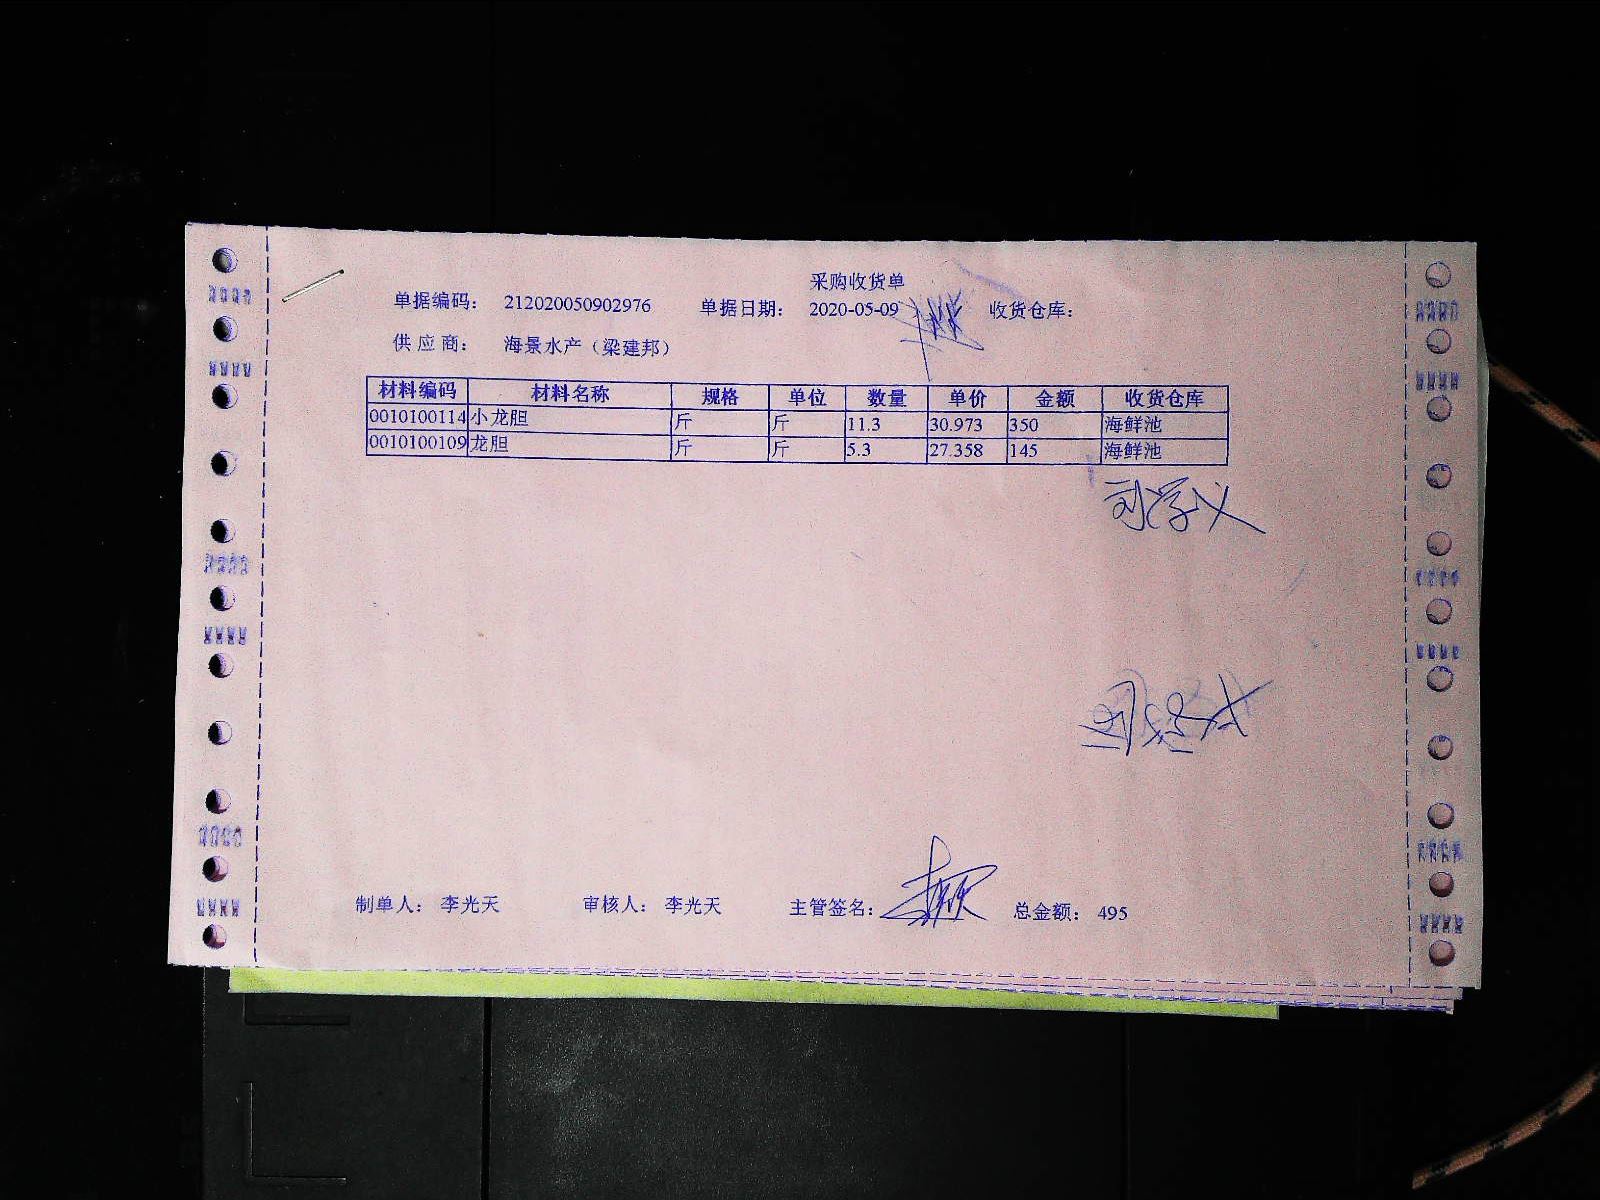 采购收货单
单据编码： 212020050902976 单据日期： 2020-05-09 收货仓库：
供 应 商： 海景水产（梁建邦）
材料编码 材料名称 规格 单位 数量 单价 金额 收货仓库
0010100114 小龙胆 斤 斤 11.3 30.973 350 海鲜池
0010100109 龙胆 斤 斤 5.3 27.358 145 海鲜池
制单人： 李光天 审核人： 李光天 主管签名： 总金额： 495